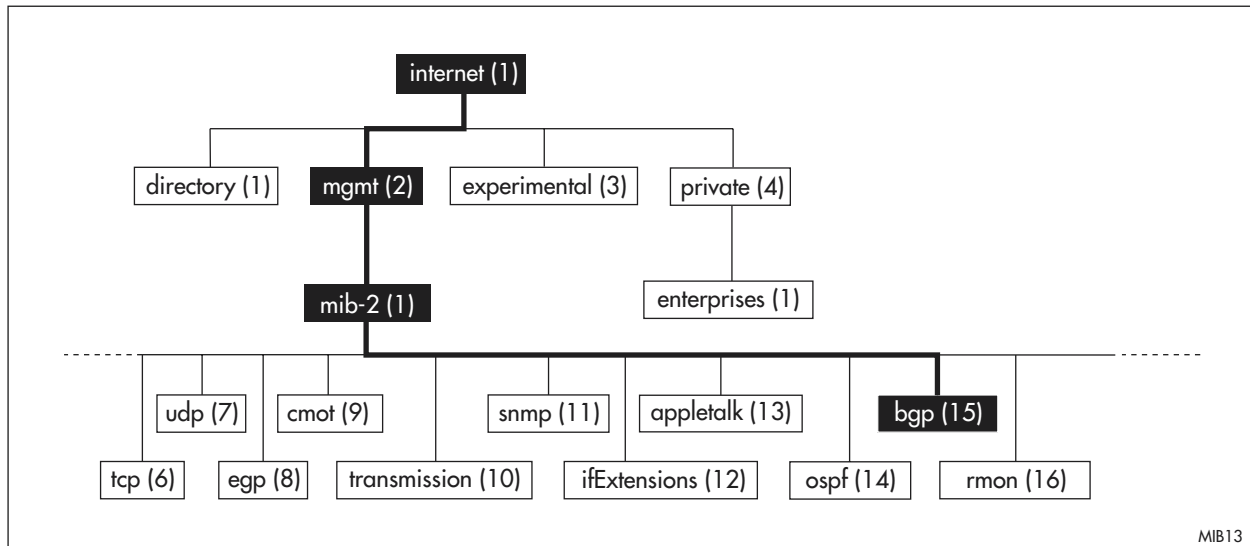 internet (1)
directory (1)
mgmt (2)
experimental (3)
private (4)
mib-2 (1)
enterprises (1)
udp (7)
cmot (9)
snmp (11)
appletalk (13)
bgp (15)
tcp (6)
egp (8)
transmission (10)
ifExtensions (12)
ospf (14)
rmon (16)
MIB13